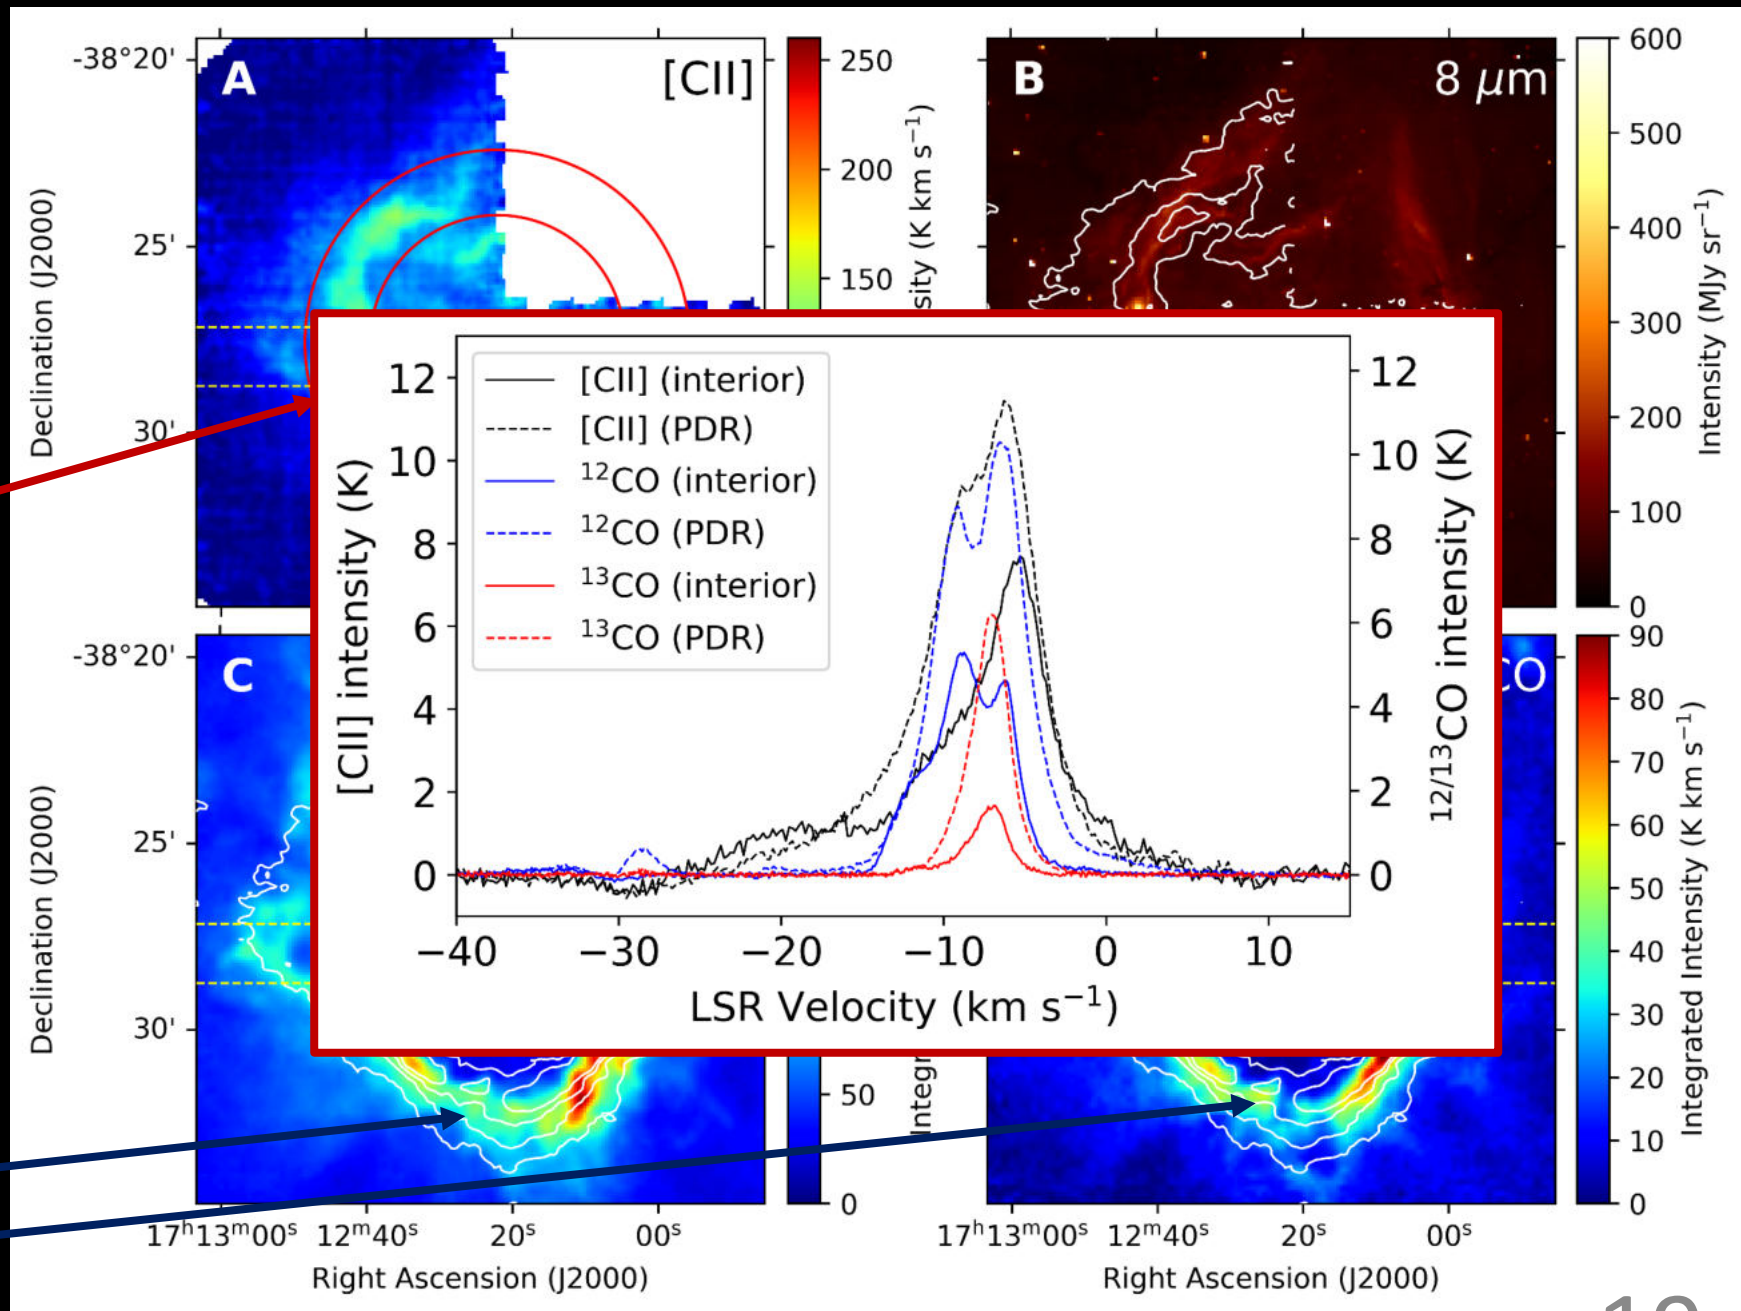 -38°20'
25'
30'
Declination (J2000)
A
[CII]
250
200
150
B
8 μm
600
500
400
300
200
100
0
Intensity (MJy sr⁻¹)
12
10
8
6
4
2
0
[CII] intensity (K)
[CII] (interior)
[CII] (PDR)
¹²CO (interior)
¹²CO (PDR)
¹³CO (interior)
¹³CO (PDR)
12
10
8
6
4
2
0
¹²/¹³CO intensity (K)
−40
−30
−20
−10
0
10
LSR Velocity (km s⁻¹)
-38°20'
25'
30'
Declination (J2000)
C
50
0
CO
90
80
70
60
50
40
30
20
10
0
Integrated Intensity (K km s⁻¹)
17ʰ13ᵐ00ˢ 12ᵐ40ˢ 20ˢ 00ˢ
Right Ascension (J2000)
17ʰ13ᵐ00ˢ 12ᵐ40ˢ 20ˢ 00ˢ
Right Ascension (J2000)